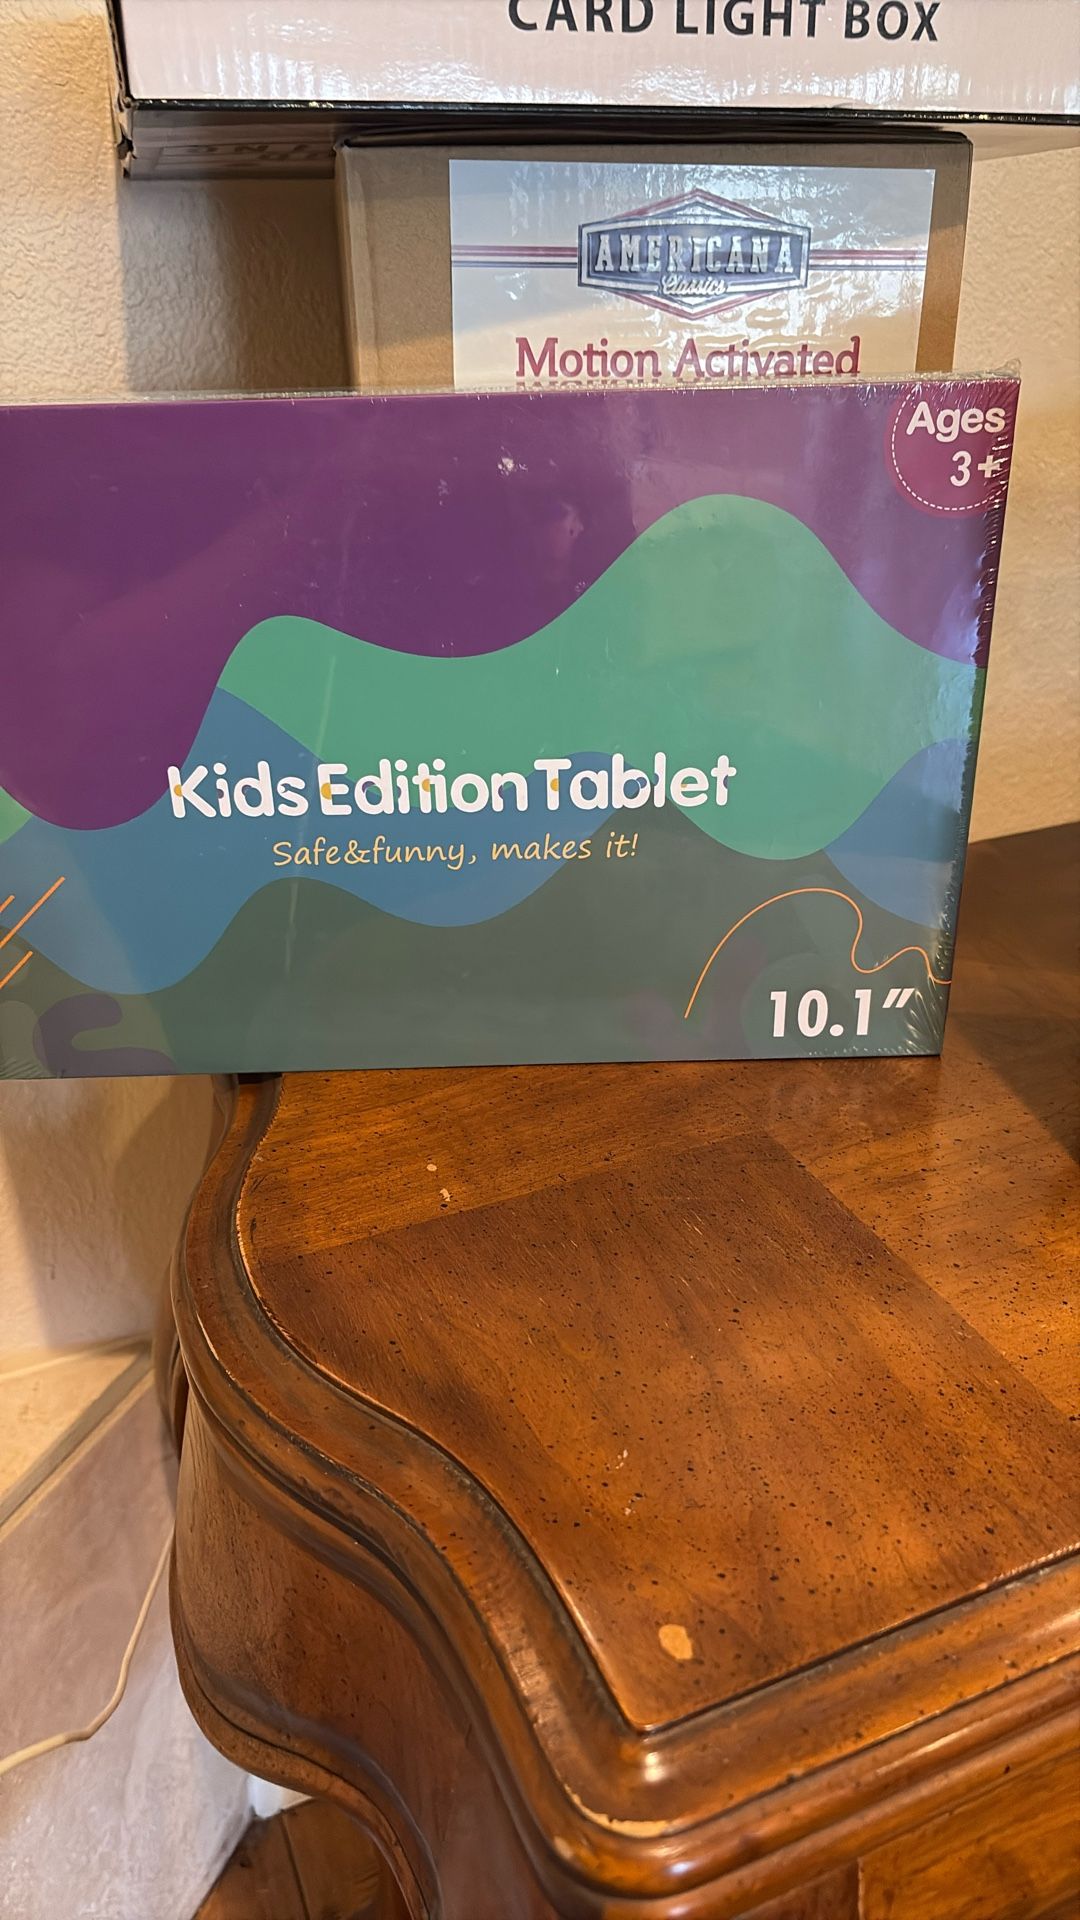 CARD LIGHT BOX
AMERICANA
Classics
Motion Activated
Ages
3+
Kids Edition Tablet
Safe&funny, makes it!
10.1"